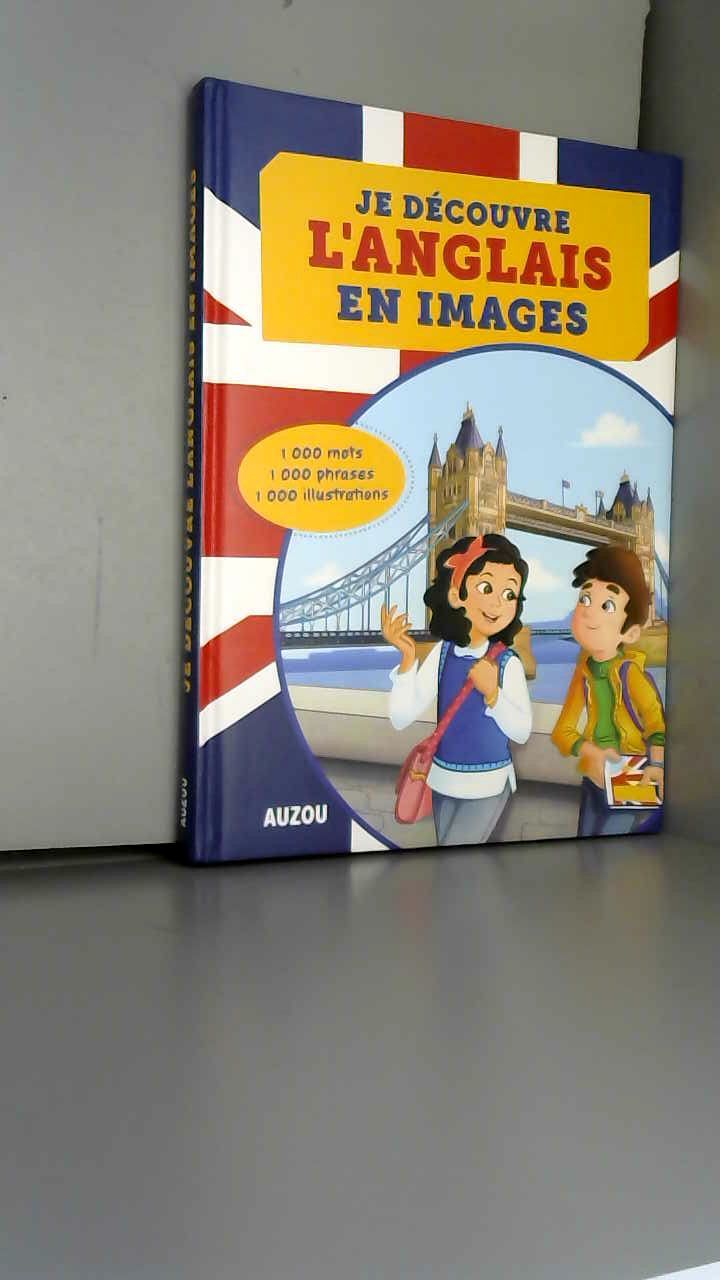 JE DÉCOUVRE
L'ANGLAIS
EN IMAGES
1 000 mots
1 000 phrases
1 000 illustrations
AUZOU
JE DÉCOUVRE L'ANGLAIS EN IMAGES
AUZOU